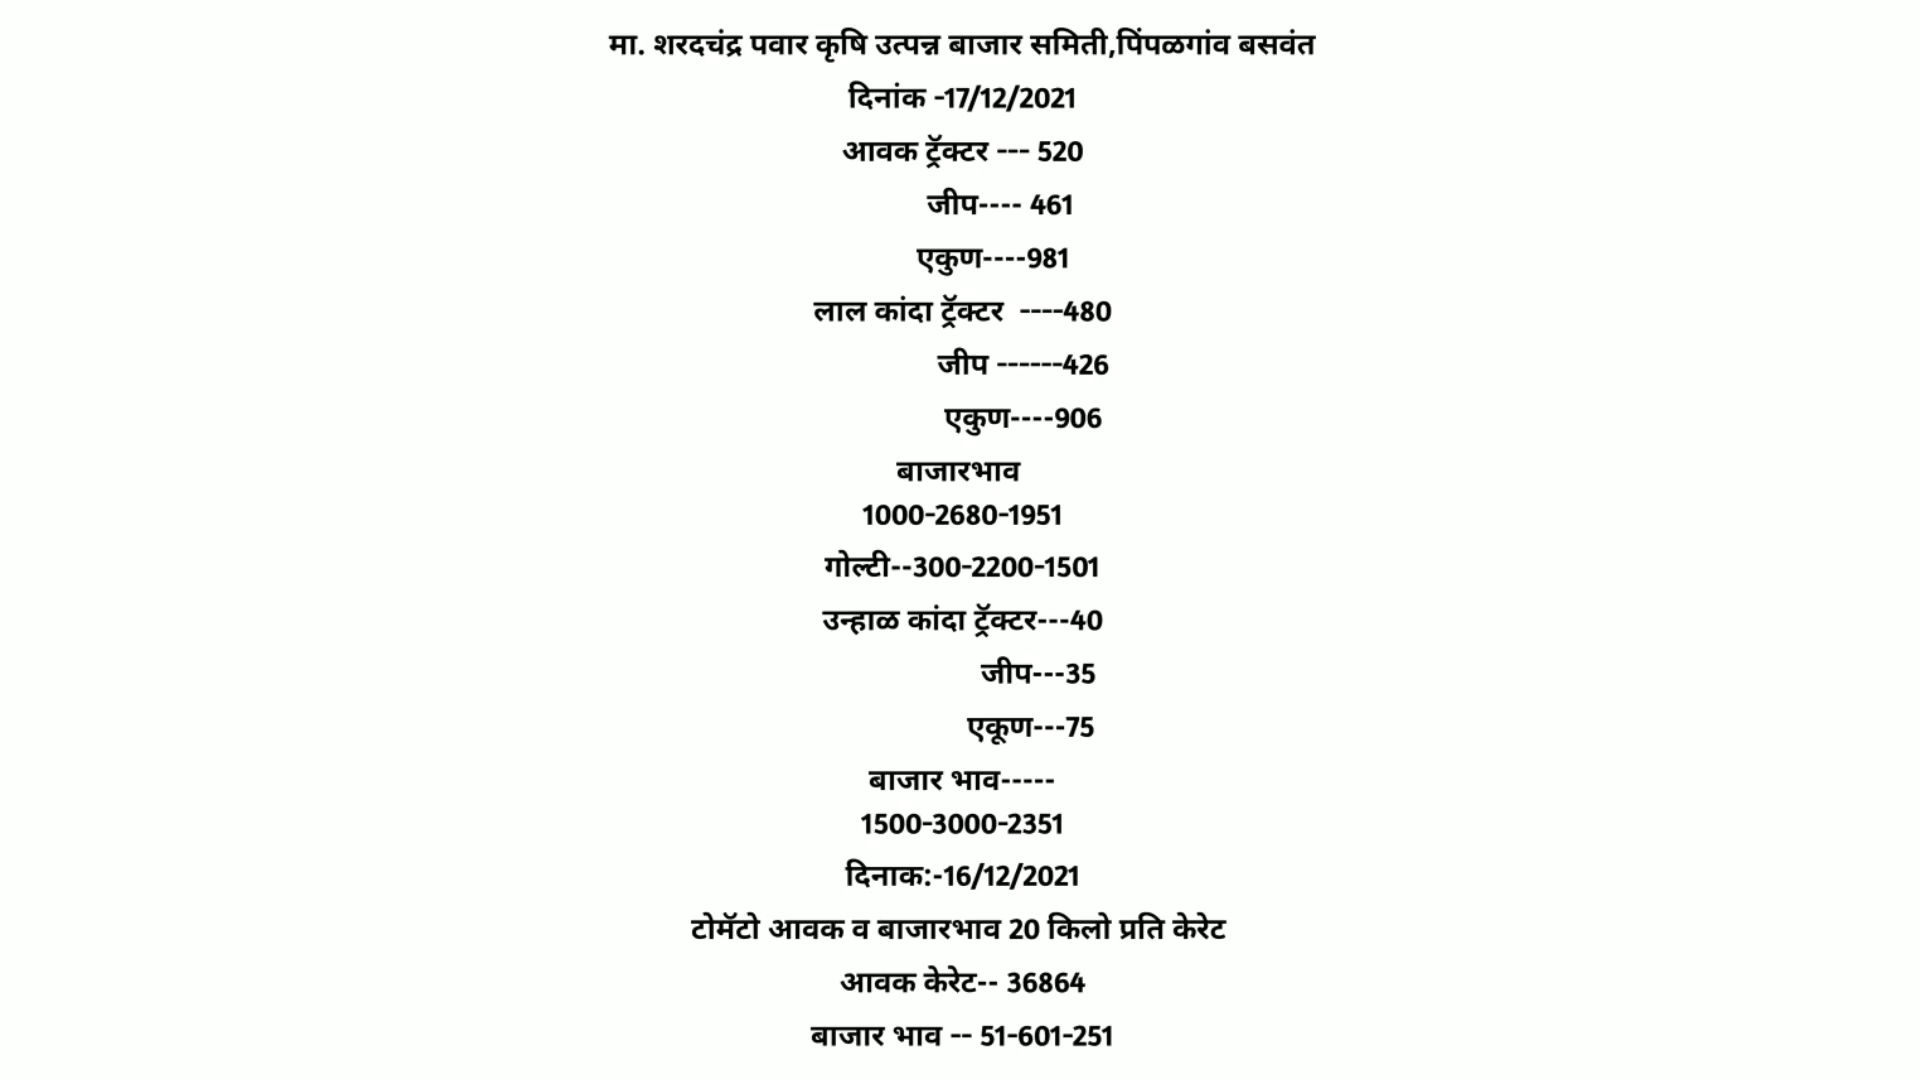 मा. शरदचंद्र पवार कृषि उत्पन्न बाजार समिती,पिंपळगांव बसवंत
दिनांक -17/12/2021
आवक ट्रॅक्टर --- 520
जीप---- 461
एकुण----981
लाल कांदा ट्रॅक्टर  ----480
जीप ------426
एकुण----906
बाजारभाव
1000-2680-1951
गोल्टी--300-2200-1501
उन्हाळ कांदा ट्रॅक्टर---40
जीप---35
एकूण---75
बाजार भाव-----
1500-3000-2351
दिनाक:-16/12/2021
टोमॅटो आवक व बाजारभाव 20 किलो प्रति केरेट
आवक केरेट-- 36864
बाजार भाव -- 51-601-251